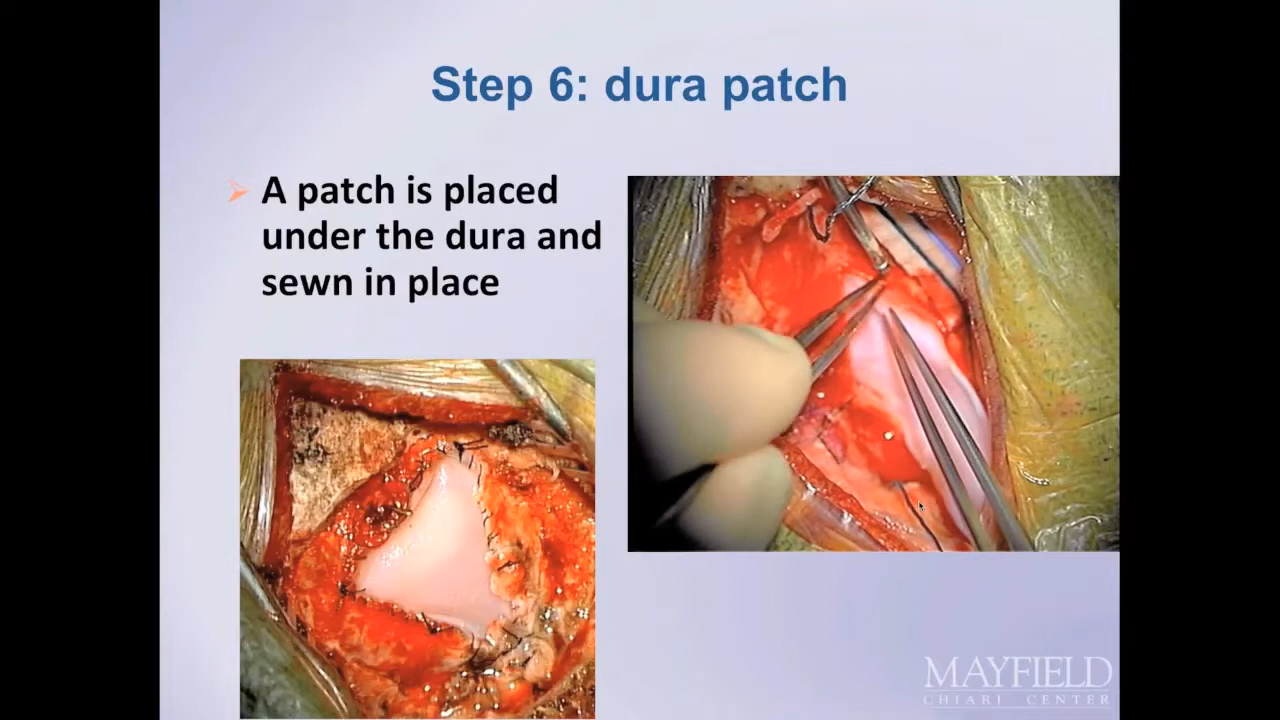 Step 6: dura patch
A patch is placed
under the dura and
sewn in place
MAYFIELD
CHIARI CENTER